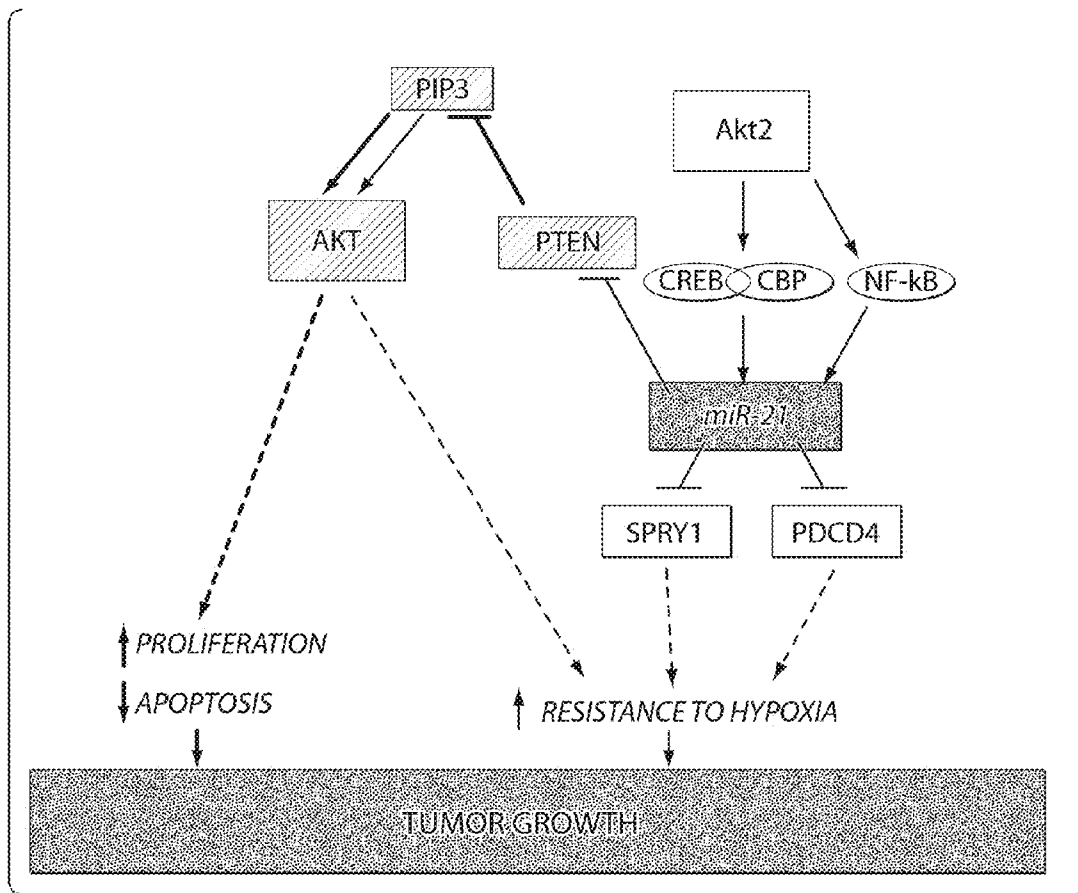 PIP3
Akt2
AKT
PTEN
CREB
CBP
NF-kB
miR-21
SPRY1
PDCD4
PROLIFERATION
APOPTOSIS
RESISTANCE TO HYPOXIA
TUMOR GROWTH